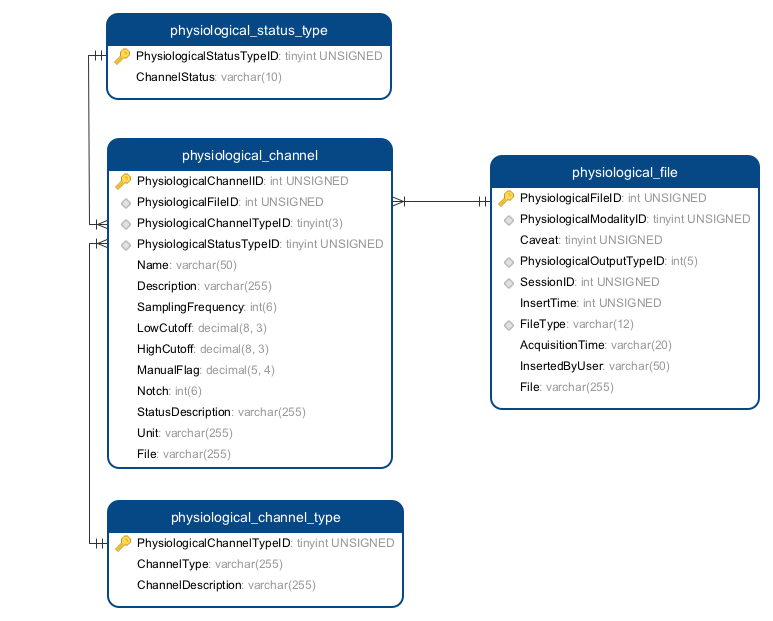 physiological_status_type
PhysiologicalStatusTypeID: tinyint UNSIGNED
ChannelStatus: varchar(10)
physiological_channel
PhysiologicalChannelID: int UNSIGNED
PhysiologicalFileID: int UNSIGNED
PhysiologicalChannelTypeID: tinyint(3)
PhysiologicalStatusTypeID: tinyint UNSIGNED
Name: varchar(50)
Description: varchar(255)
SamplingFrequency: int(6)
LowCutoff: decimal(8, 3)
HighCutoff: decimal(8, 3)
ManualFlag: decimal(5, 4)
Notch: int(6)
StatusDescription: varchar(255)
Unit: varchar(255)
File: varchar(255)
physiological_file
PhysiologicalFileID: int UNSIGNED
PhysiologicalModalityID: tinyint UNSIGNED
Caveat: tinyint UNSIGNED
PhysiologicalOutputTypeID: int(5)
SessionID: int UNSIGNED
InsertTime: int UNSIGNED
FileType: varchar(12)
AcquisitionTime: varchar(20)
InsertedByUser: varchar(50)
File: varchar(255)
physiological_channel_type
PhysiologicalChannelTypeID: tinyint UNSIGNED
ChannelType: varchar(255)
ChannelDescription: varchar(255)